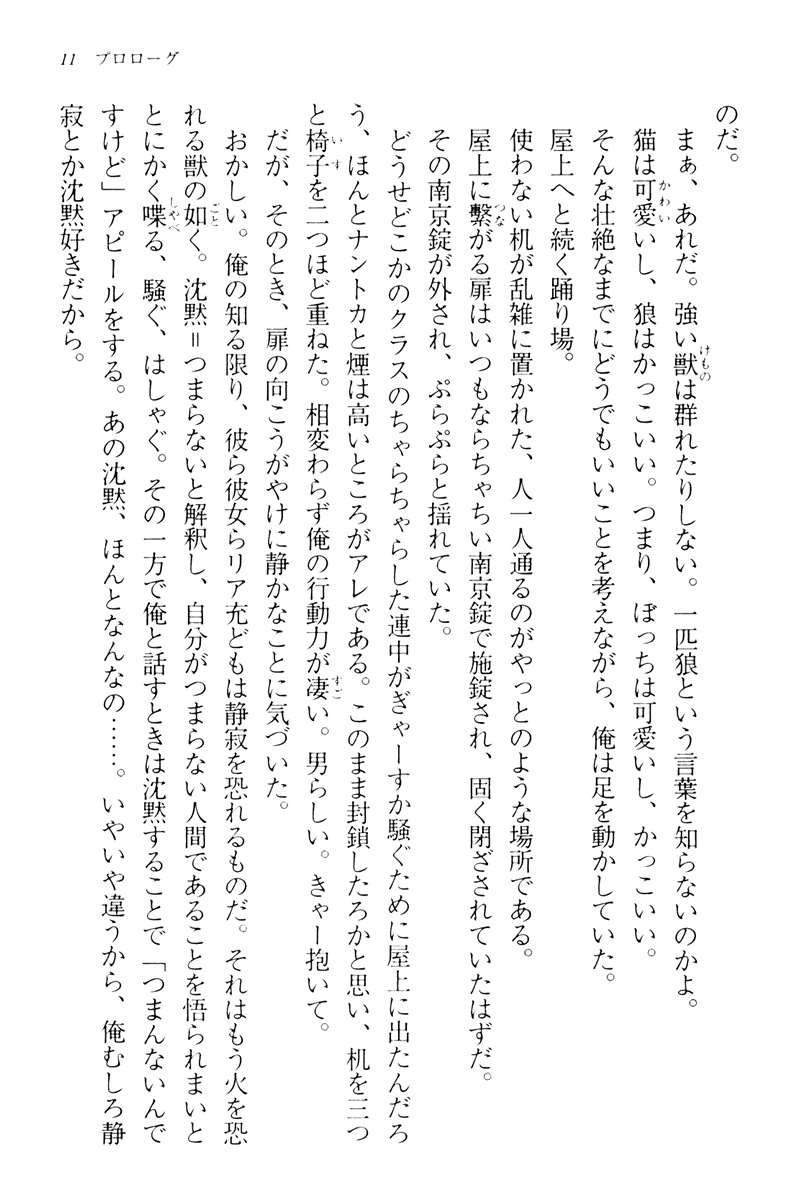 11 プロローグ
のだ。
まぁ、あれだ。強い獣は群れたりしない。一匹狼という言葉を知らないのかよ。
猫は可愛いし、狼はかっこいい。つまり、ぼっちは可愛いし、かっこいい。
そんな壮絶なまでにどうでもいいことを考えながら、俺は足を動かしていた。
屋上へと続く踊り場。
使わない机が乱雑に置かれた、人一人通るのがやっとのような場所である。
屋上に繋がる扉はいつもならちゃちい南京錠で施錠され、固く閉ざされていたはずだ。
その南京錠が外され、ぷらぷらと揺れていた。
どうせどこかのクラスのちゃらちゃらした連中がぎゃーすか騒ぐために屋上に出たんだろ
う、ほんとナントカと煙は高いところがアレである。このまま封鎖したろかと思い、机を三つ
と椅子を二つほど重ねた。相変わらず俺の行動力が凄い。男らしい。きゃー抱いて。
だが、そのとき、扉の向こうがやけに静かなことに気づいた。
おかしい。俺の知る限り、彼ら彼女らリア充どもは静寂を恐れるものだ。それはもう火を恐
れる獣の如く。沈黙＝つまらないと解釈し、自分がつまらない人間であることを悟られまいと
とにかく喋る、騒ぐ、はしゃぐ。その一方で俺と話すときは沈黙することで「つまんないんで
すけど」アピールをする。あの沈黙、ほんとなんなの……。いやいや違うから、俺むしろ静
寂とか沈黙好きだから。